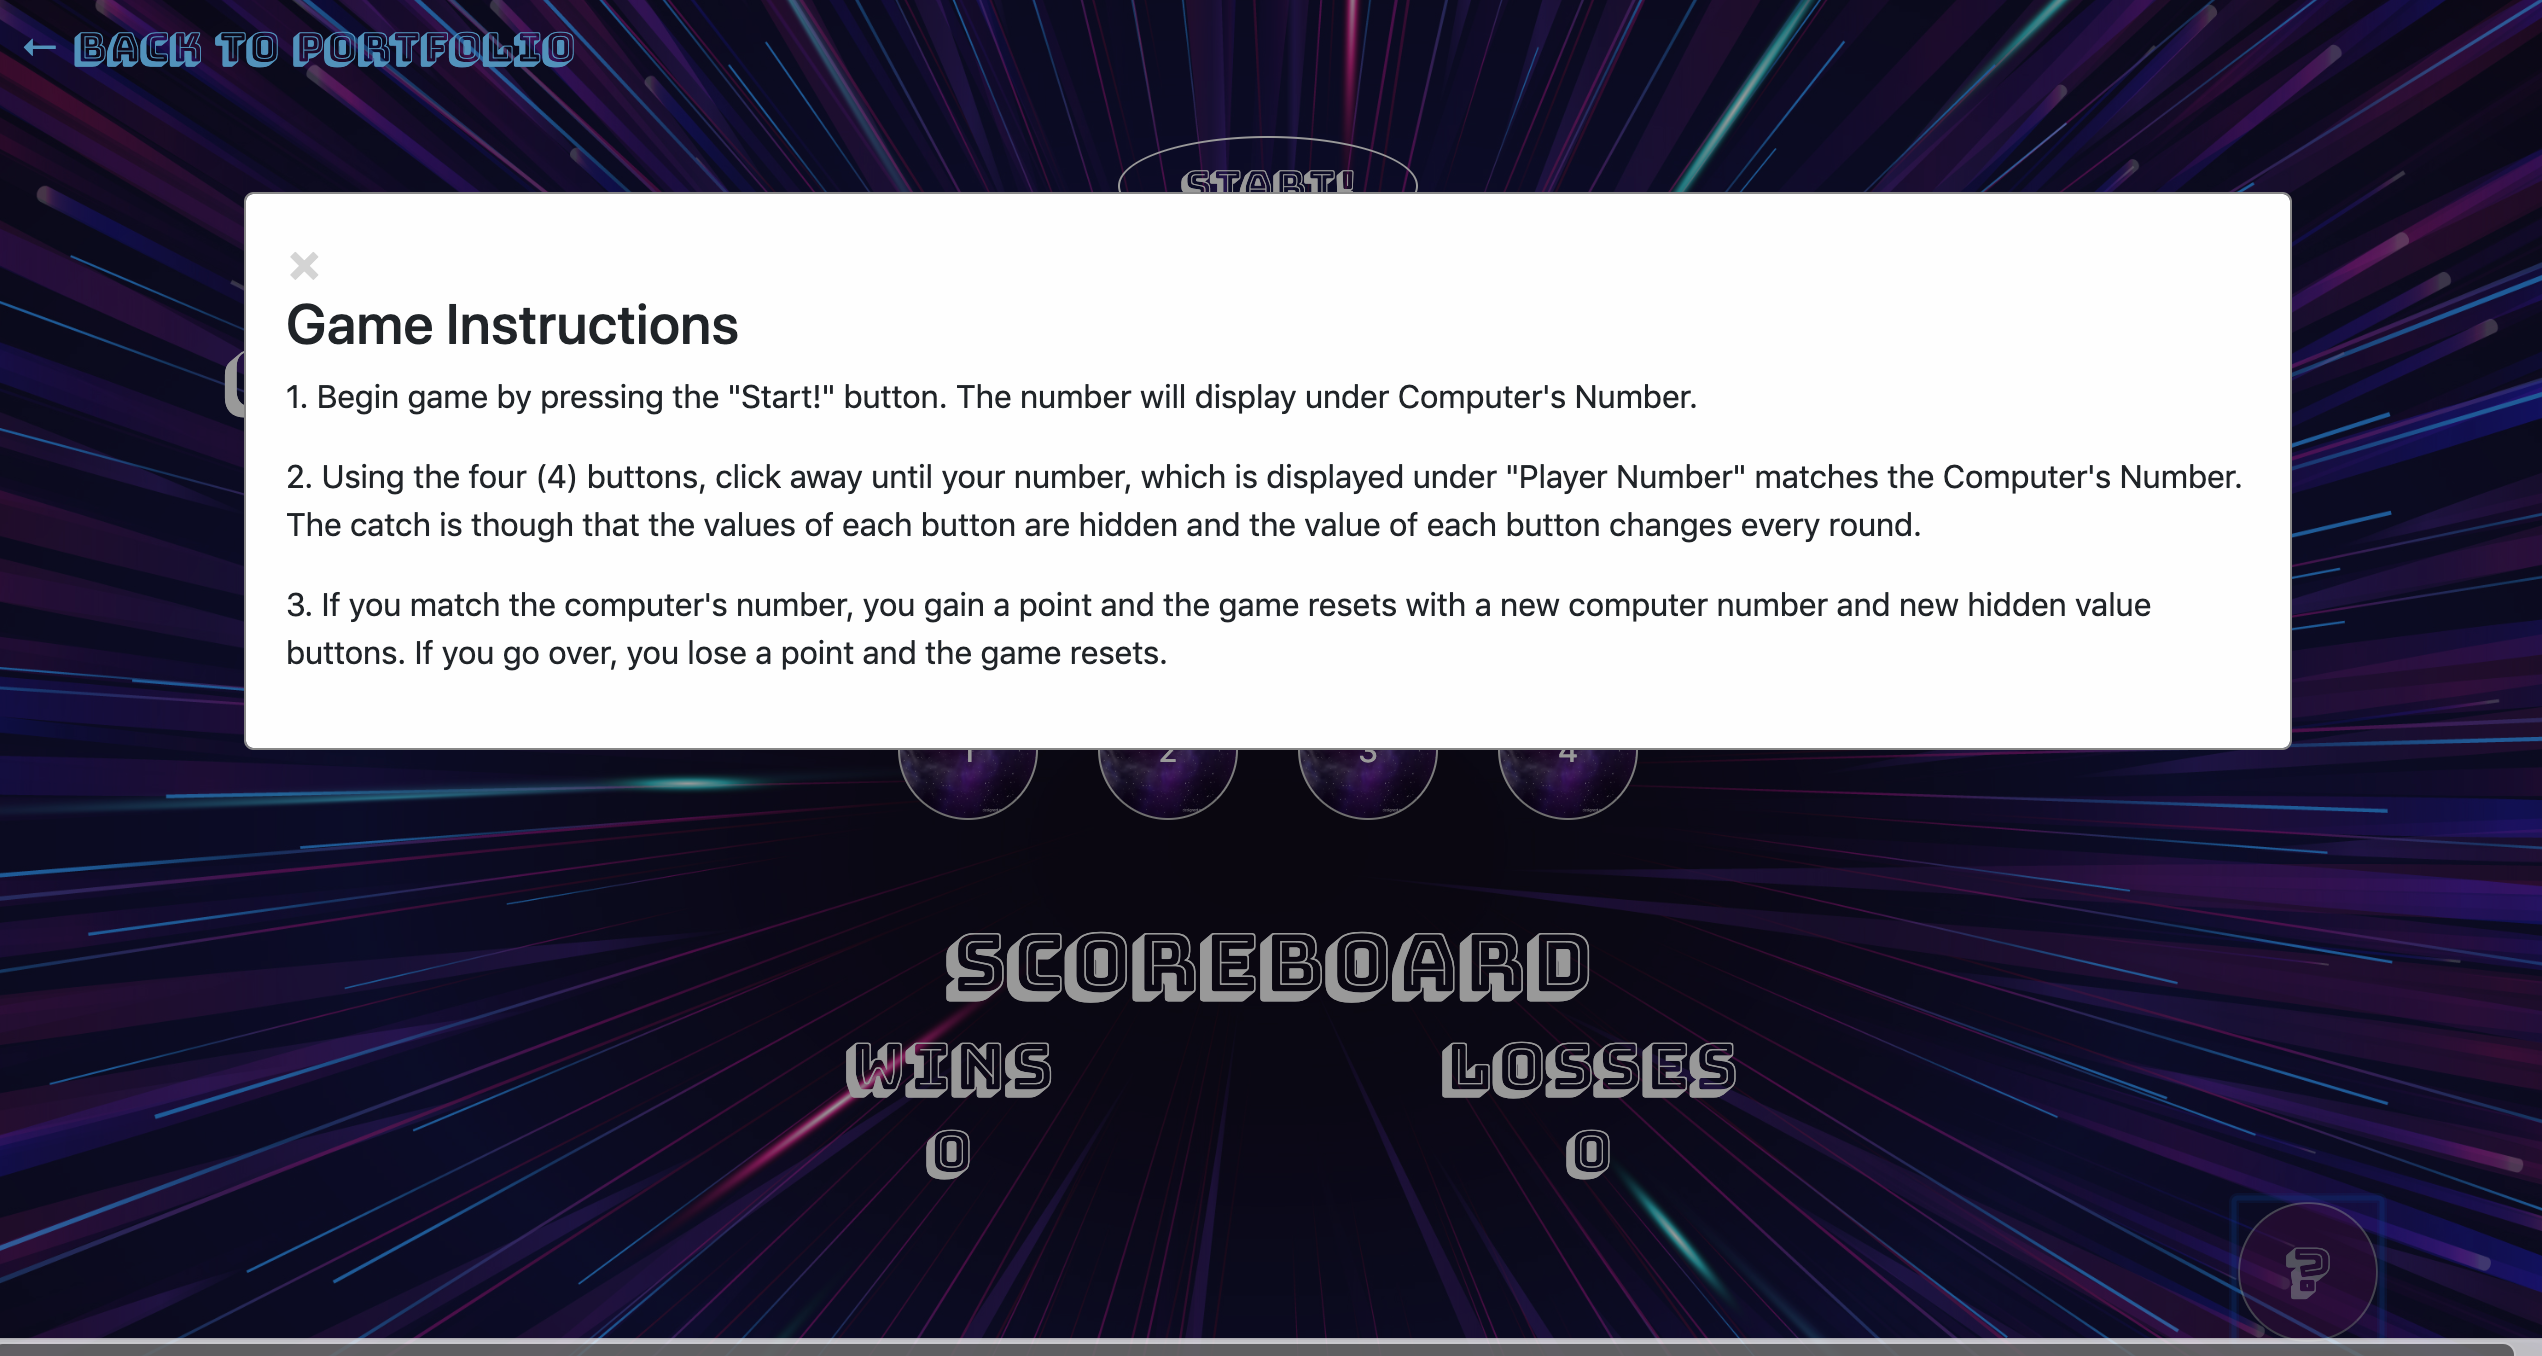 ← BACK TO PORTFOLIO
START!
×
Game Instructions
1. Begin game by pressing the "Start!" button. The number will display under Computer's Number.
2. Using the four (4) buttons, click away until your number, which is displayed under "Player Number" matches the Computer's Number.
The catch is though that the values of each button are hidden and the value of each button changes every round.
3. If you match the computer's number, you gain a point and the game resets with a new computer number and new hidden value
buttons. If you go over, you lose a point and the game resets.
1 2 3 4
SCOREBOARD
WINS LOSSES
0 0
?